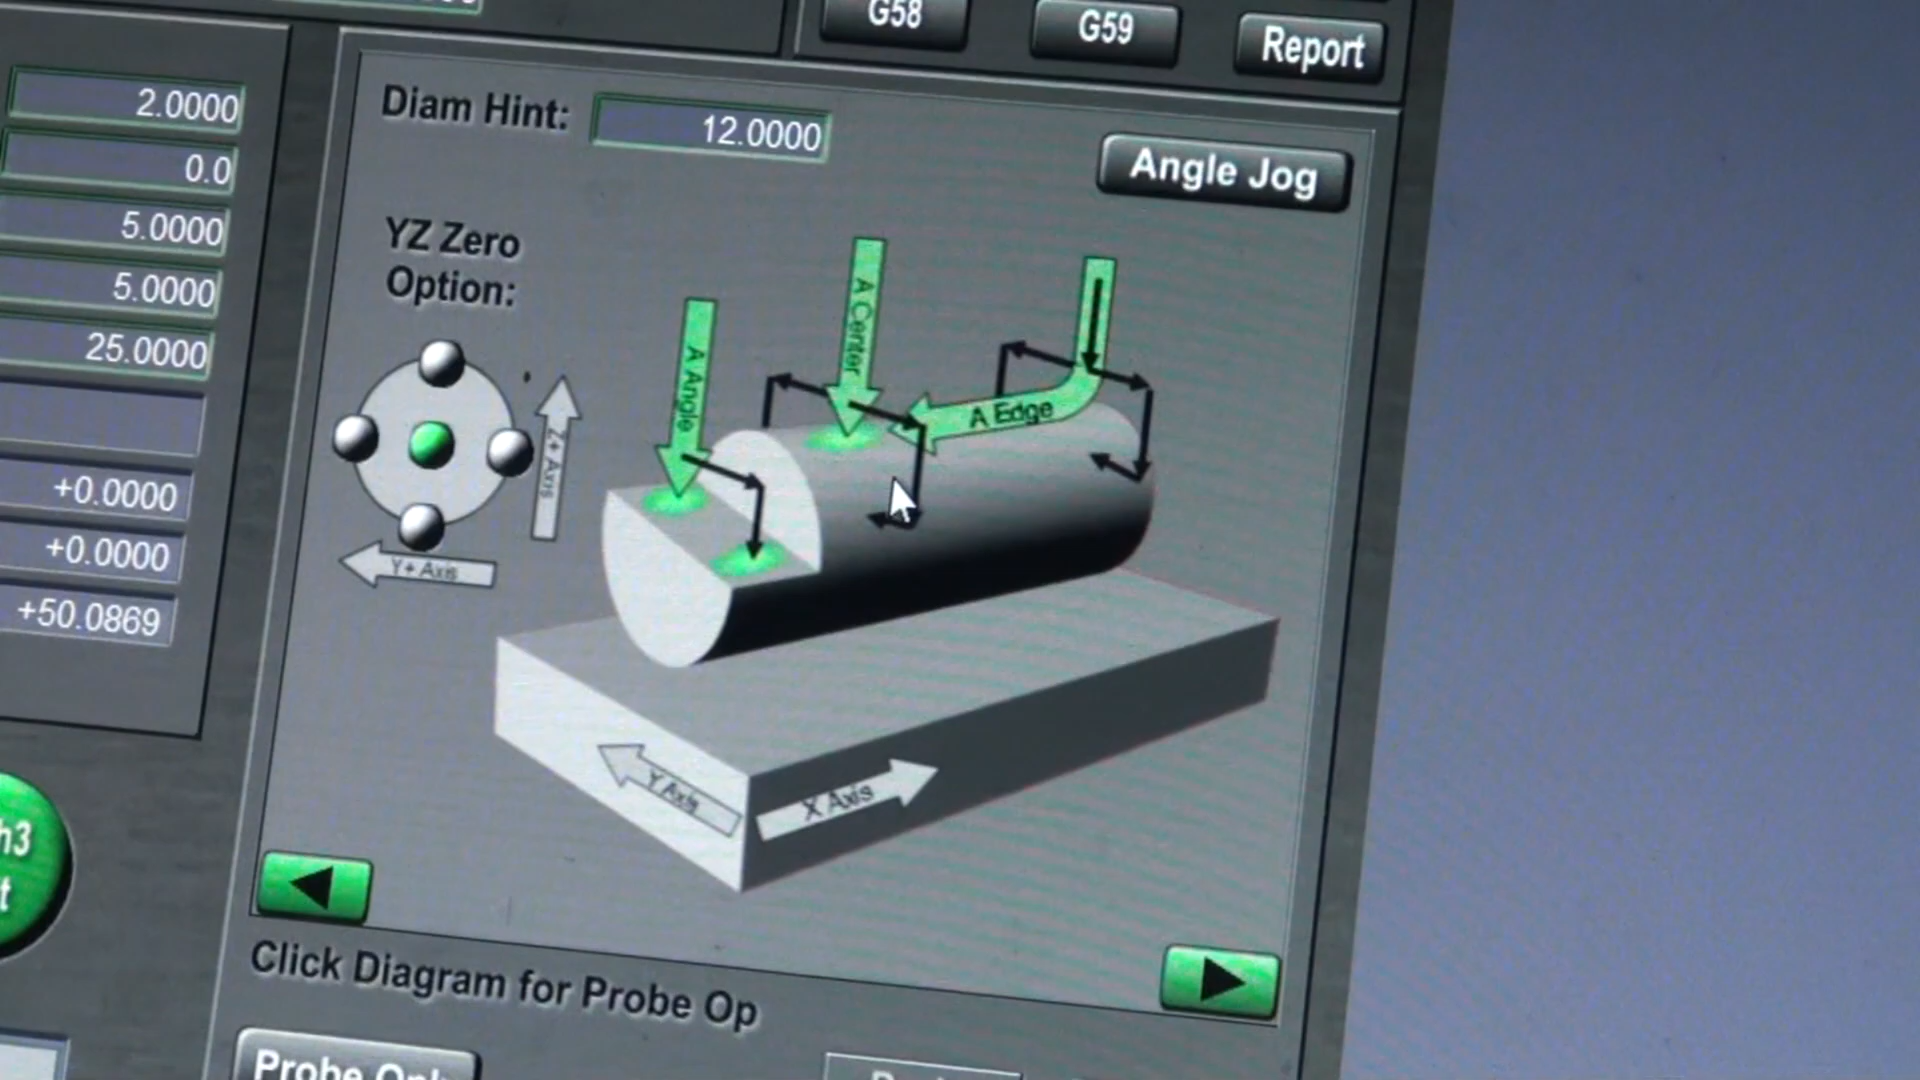 G58
G59
Report
2.0000
0.0
5.0000
5.0000
25.0000
+0.0000
+0.0000
+50.0869
Diam Hint:
12.0000
Angle Jog
YZ Zero
Option:
Z+ Axis
Y+ Axis
A Angle
A Center
A Edge
Y Axis
X Axis
Click Diagram for Probe Op